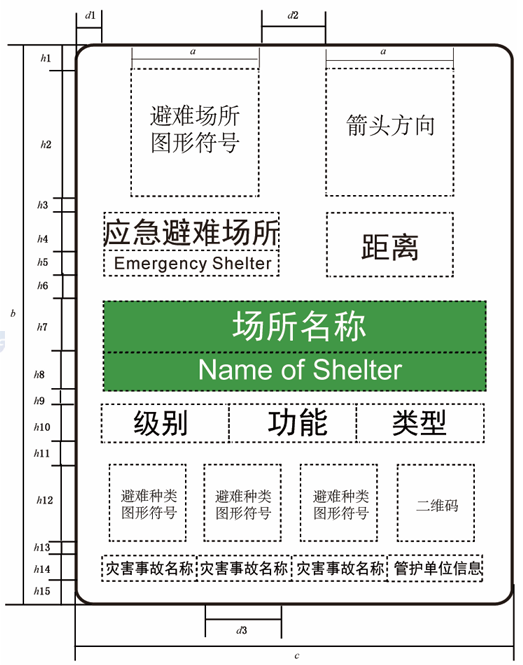 d1
d2
h1
a
a
避难场所
图形符号
箭头方向
h2
h3
应急避难场所
距离
h4
Emergency Shelter
h5
h6
b
场所名称
h7
Name of Shelter
h8
h9
级别
功能
类型
h10
h11
避难种类
图形符号
避难种类
图形符号
避难种类
图形符号
二维码
h12
h13
灾害事故名称
灾害事故名称
灾害事故名称
管护单位信息
h14
h15
d3
c